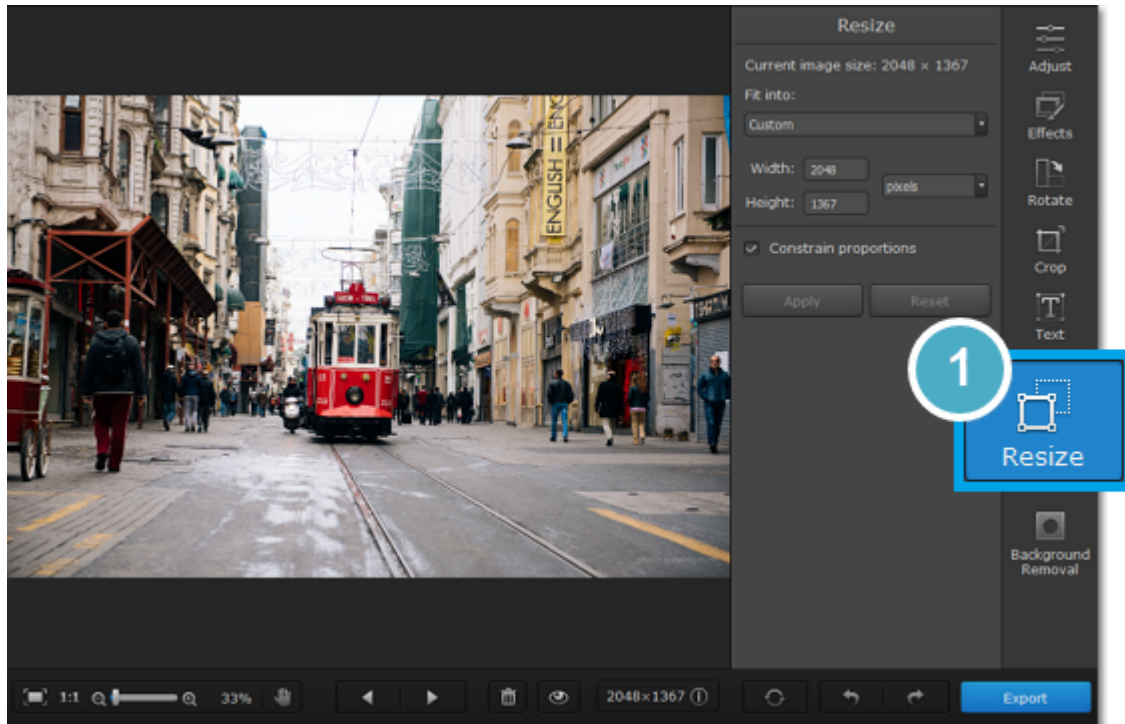 Resize
Current image size: 2048 × 1367
Fit into:
Custom
Width: 2048
pixels
Height: 1367
Constrain proportions
Apply Reset
Adjust
Effects
Rotate
Crop
Text
1
Resize
Background
Removal
ENGLISH = ENG
1:1 33% 2048×1367 Export